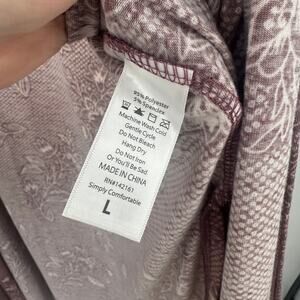 95% Polyester
5% Spandex
Machine Wash Cold
Gentle Cycle
Do Not Bleach
Hang Dry
Do Not Iron
Or You'll Be Sad
MADE IN CHINA
RN#142161
Simply Comfortable
L